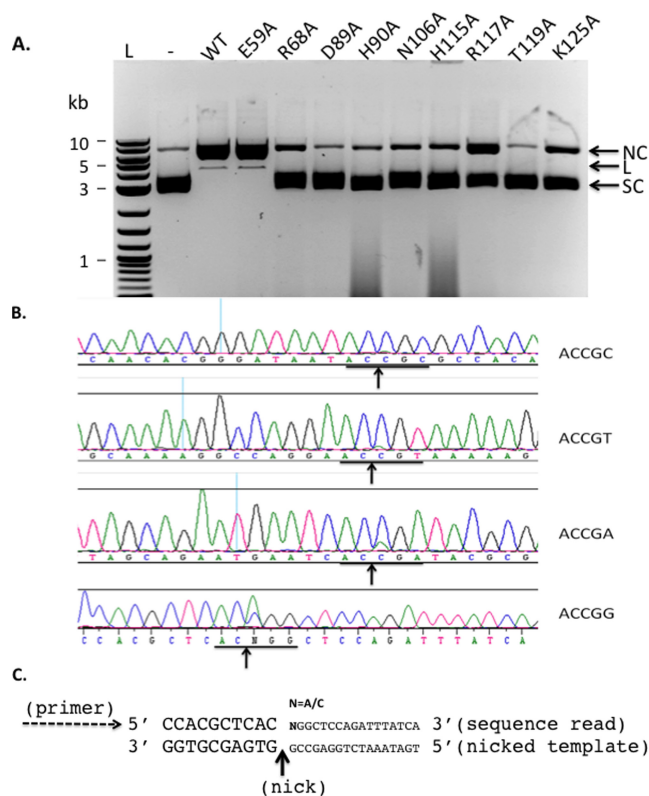 A.
L - WT E59A R68A D89A H90A N106A H115A R117A T119A K125A
kb
10
5
3
1
NC
L
SC
B.
C A A C A C G G G A T A A T A C C G C G C C A C A
ACCGC
G C A A A A G G C C A G G A A C C G T A A A A A G
ACCGT
T A G C A G A A T G A A T C A C C G A T A C G C G
ACCGA
C C A C G C T C A C N G G C T C C A G A T T T A T C A
ACCGG
C.
N=A/C
(primer) 5’ CCACGCTCAC NGGCTCCAGATTTATCA 3’(sequence read)
3’ GGTGCGAGTG GCCGAGGTCTAAATAGT 5’(nicked template)
(nick)